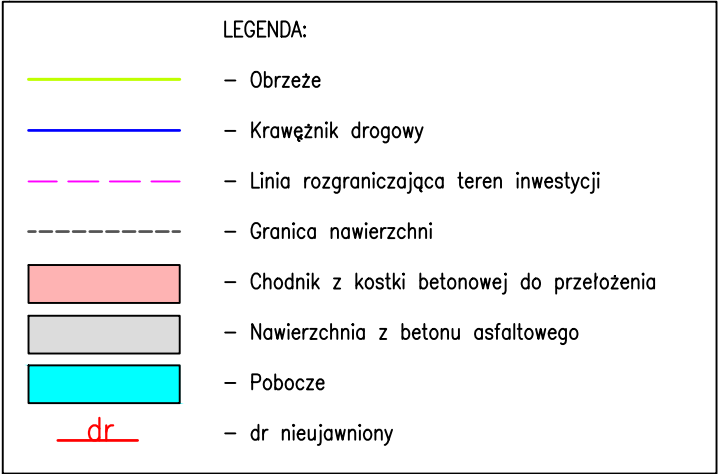 LEGENDA:
– Obrzeże
– Krawężnik drogowy
– Linia rozgraniczająca teren inwestycji
– Granica nawierzchni
– Chodnik z kostki betonowej do przełożenia
– Nawierzchnia z betonu asfaltowego
– Pobocze
dr – dr nieujawniony